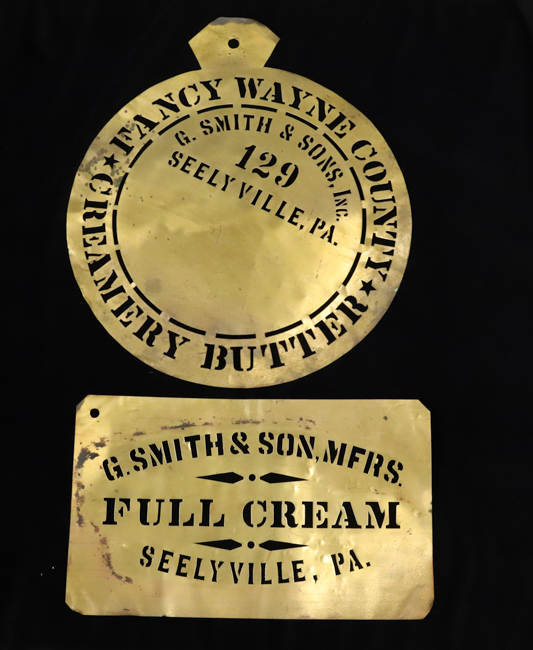 FANCY WAYNE COUNTY
★ CREAMERY BUTTER ★
G. SMITH & SONS, INC.
129
SEELYVILLE, PA.
G. SMITH & SON, MFRS.
FULL CREAM
SEELYVILLE, PA.